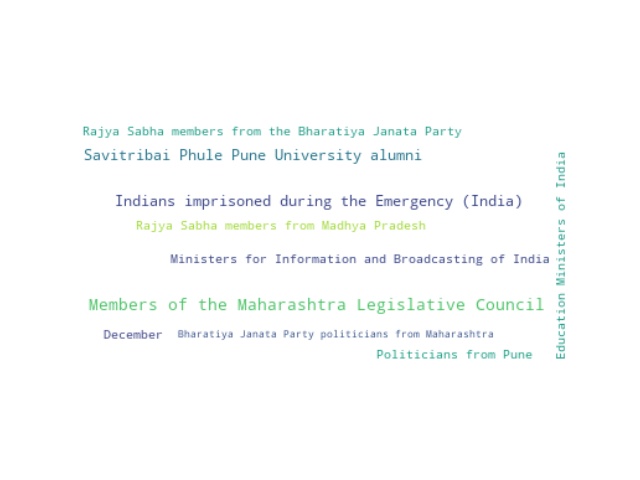 Rajya Sabha members from the Bharatiya Janata Party
Savitribai Phule Pune University alumni
Indians imprisoned during the Emergency (India)
Rajya Sabha members from Madhya Pradesh
Ministers for Information and Broadcasting of India
Members of the Maharashtra Legislative Council
December
Bharatiya Janata Party politicians from Maharashtra
Politicians from Pune
Education Ministers of India